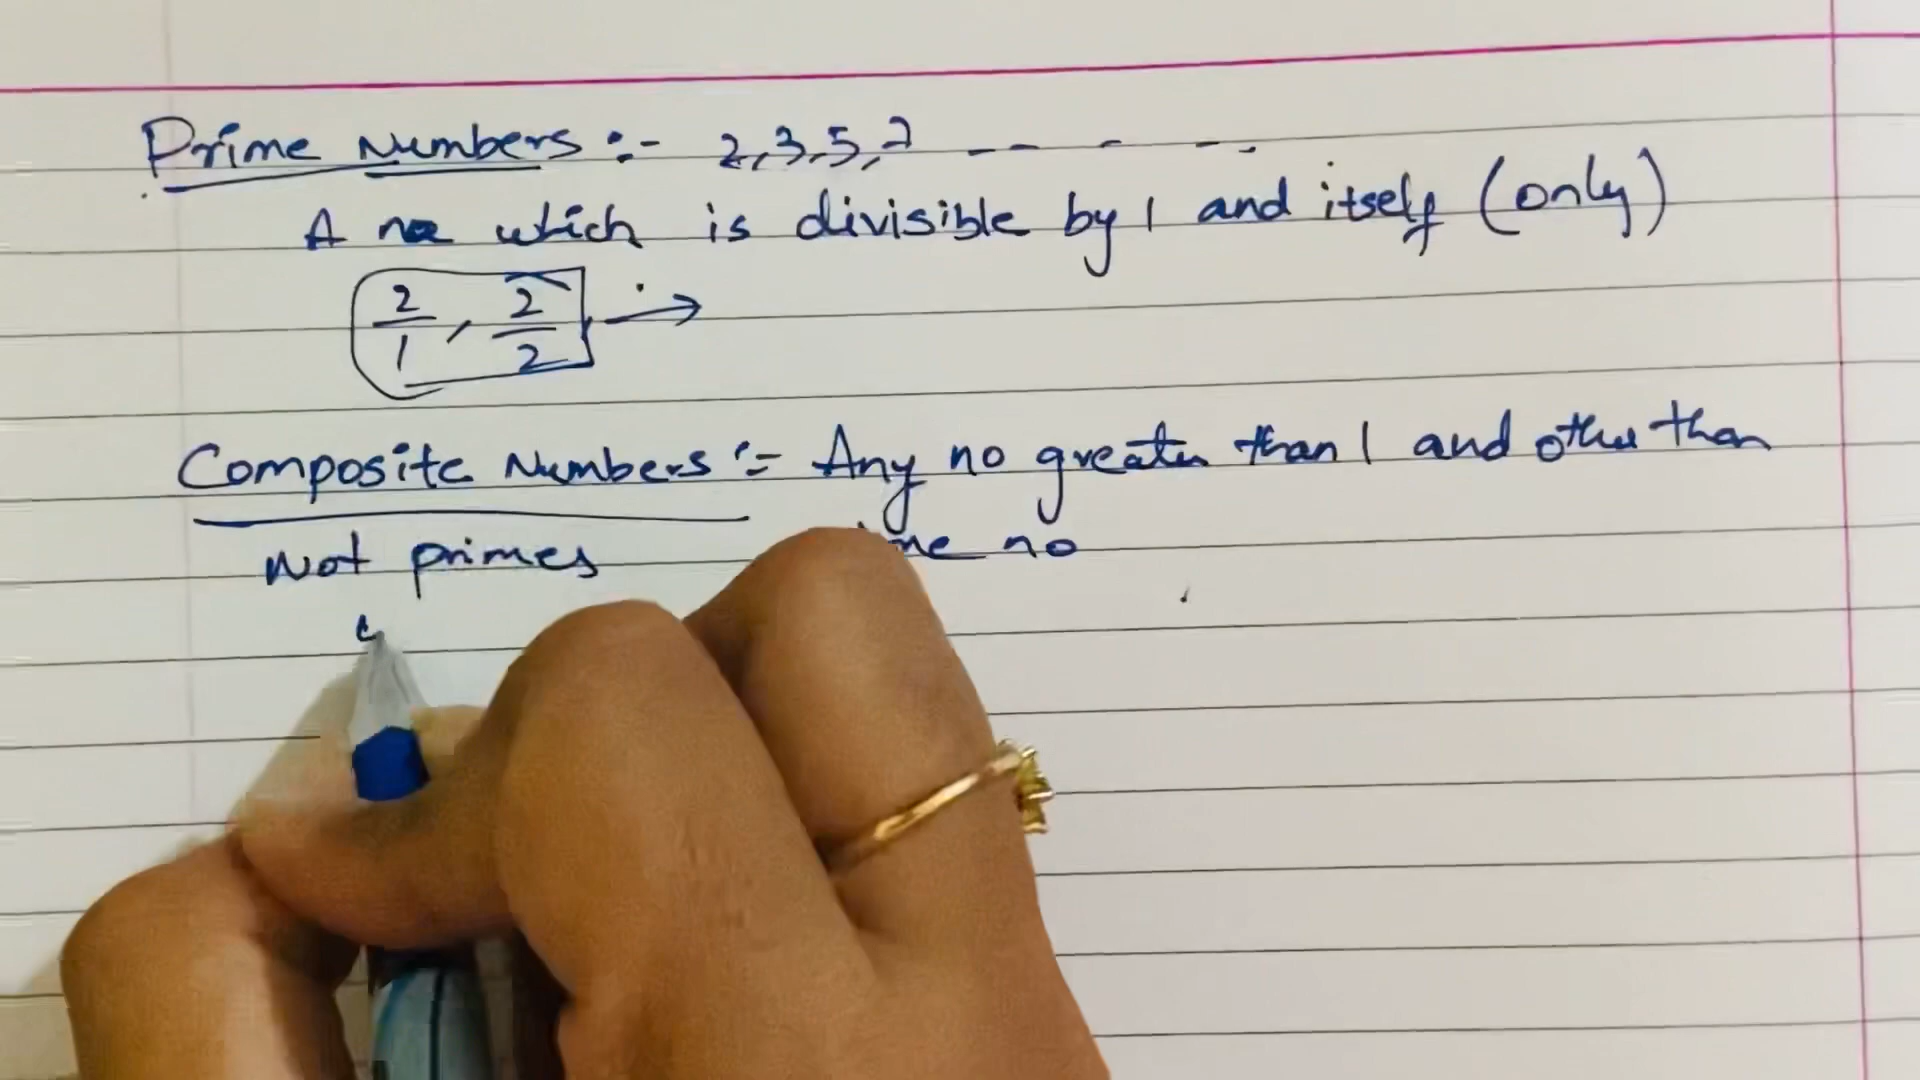 Prime Numbers :- 2,3,5,7 -- - --
A no which is divisible by 1 and itself (only)
2/1, 2/2 →
Composite Numbers := Any no greater than 1 and other than
Not primes no